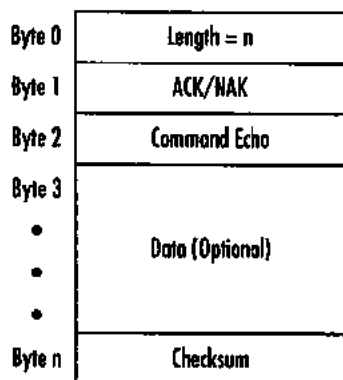 Byte 0 Length = n
Byte 1 ACK/NAK
Byte 2 Command Echo
Byte 3
Data (Optional)
Byte n Checksum